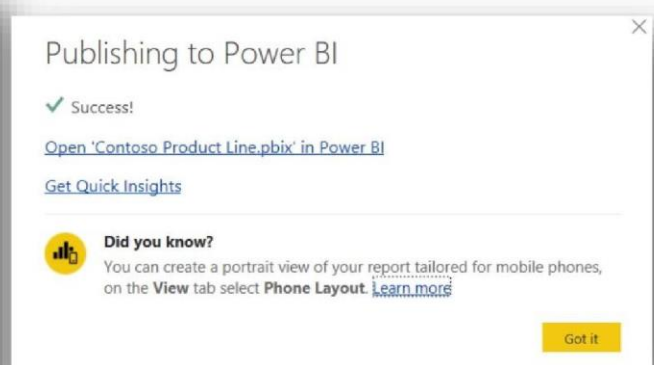 Publishing to Power BI
Success!
Open 'Contoso Product Line.pbix' in Power BI
Get Quick Insights
Did you know?
You can create a portrait view of your report tailored for mobile phones,
on the View tab select Phone Layout. Learn more
Got it